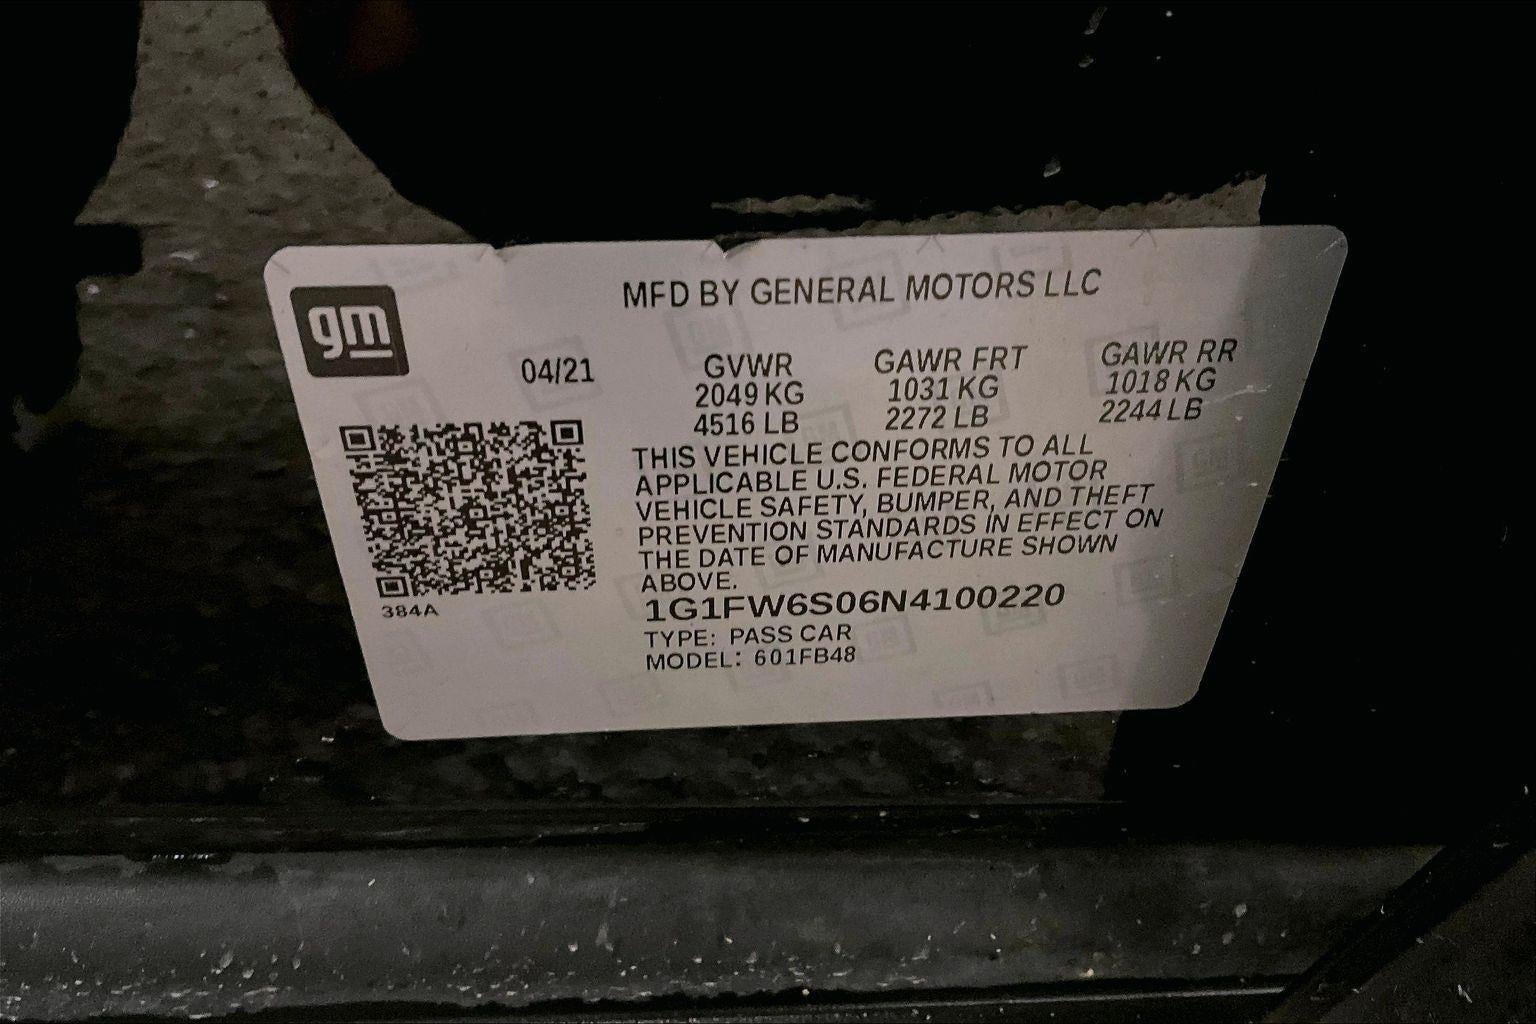 gm
MFD BY GENERAL MOTORS LLC
04/21
GVWR GAWR FRT GAWR RR
2049 KG 1031 KG 1018 KG
4516 LB 2272 LB 2244 LB
THIS VEHICLE CONFORMS TO ALL
APPLICABLE U.S. FEDERAL MOTOR
VEHICLE SAFETY, BUMPER, AND THEFT
PREVENTION STANDARDS IN EFFECT ON
THE DATE OF MANUFACTURE SHOWN
ABOVE.
1G1FW6S06N4100220
384A
TYPE: PASS CAR
MODEL: 601FB48